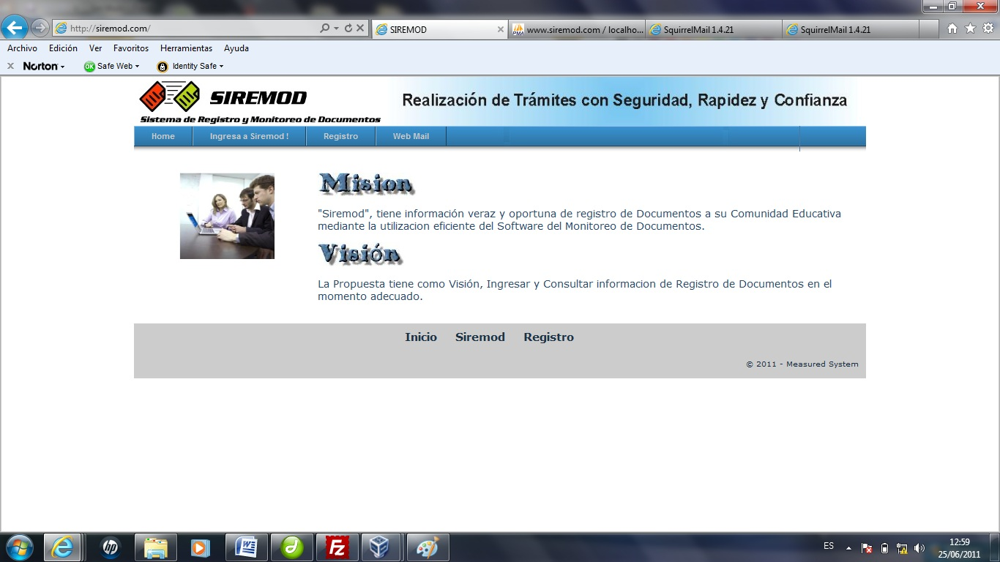 http://siremod.com/
SIREMOD
www.siremod.com / localho...
SquirrelMail 1.4.21
SquirrelMail 1.4.21
Archivo Edición Ver Favoritos Herramientas Ayuda
x Norton Safe Web Identity Safe
OK
SIREMOD
Sistema de Registro y Monitoreo de Documentos
Realización de Trámites con Seguridad, Rapidez y Confianza
Home Ingresa a Siremod ! Registro Web Mail
Mision
"Siremod", tiene información veraz y oportuna de registro de Documentos a su Comunidad Educativa
mediante la utilizacion eficiente del Software del Monitoreo de Documentos.
Visión
La Propuesta tiene como Visión, Ingresar y Consultar informacion de Registro de Documentos en el
momento adecuado.
Inicio Siremod Registro
© 2011 - Measured System
hp
W
Fz
ES
12:59
25/06/2011